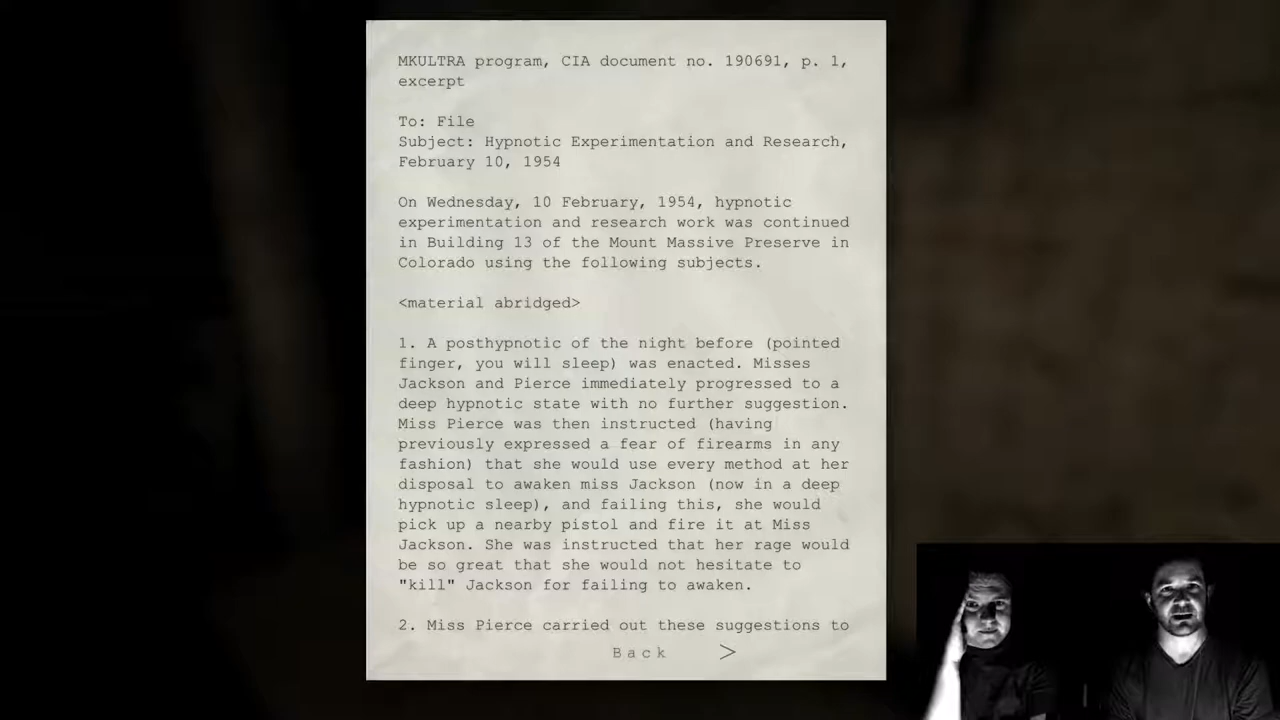 MKULTRA program, CIA document no. 190691, p. 1,
excerpt
To: File
Subject: Hypnotic Experimentation and Research,
February 10, 1954
On Wednesday, 10 February, 1954, hypnotic
experimentation and research work was continued
in Building 13 of the Mount Massive Preserve in
Colorado using the following subjects.
<material abridged>
1. A posthypnotic of the night before (pointed
finger, you will sleep) was enacted. Misses
Jackson and Pierce immediately progressed to a
deep hypnotic state with no further suggestion.
Miss Pierce was then instructed (having
previously expressed a fear of firearms in any
fashion) that she would use every method at her
disposal to awaken miss Jackson (now in a deep
hypnotic sleep), and failing this, she would
pick up a nearby pistol and fire it at Miss
Jackson. She was instructed that her rage would
be so great that she would not hesitate to
"kill" Jackson for failing to awaken.
2. Miss Pierce carried out these suggestions to
Back >